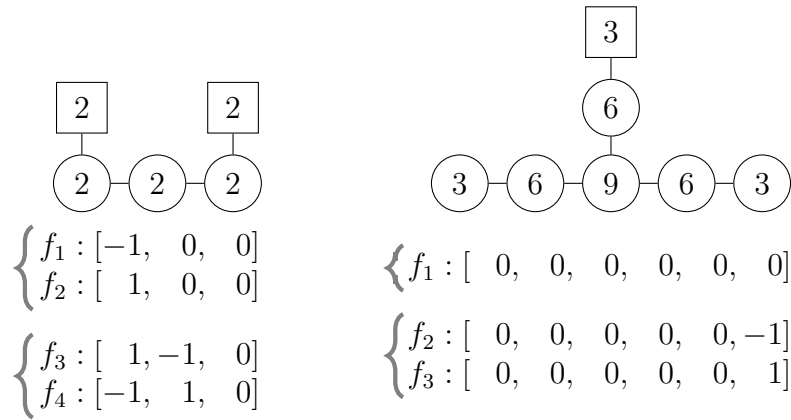 3
2 2 6
2 2 2 3 6 9 6 3
f₁ : [−1, 0, 0]
f₂ : [ 1, 0, 0]
f₃ : [ 1, −1, 0]
f₄ : [−1, 1, 0]
f₁ : [ 0, 0, 0, 0, 0, 0]
f₂ : [ 0, 0, 0, 0, 0, −1]
f₃ : [ 0, 0, 0, 0, 0, 1]